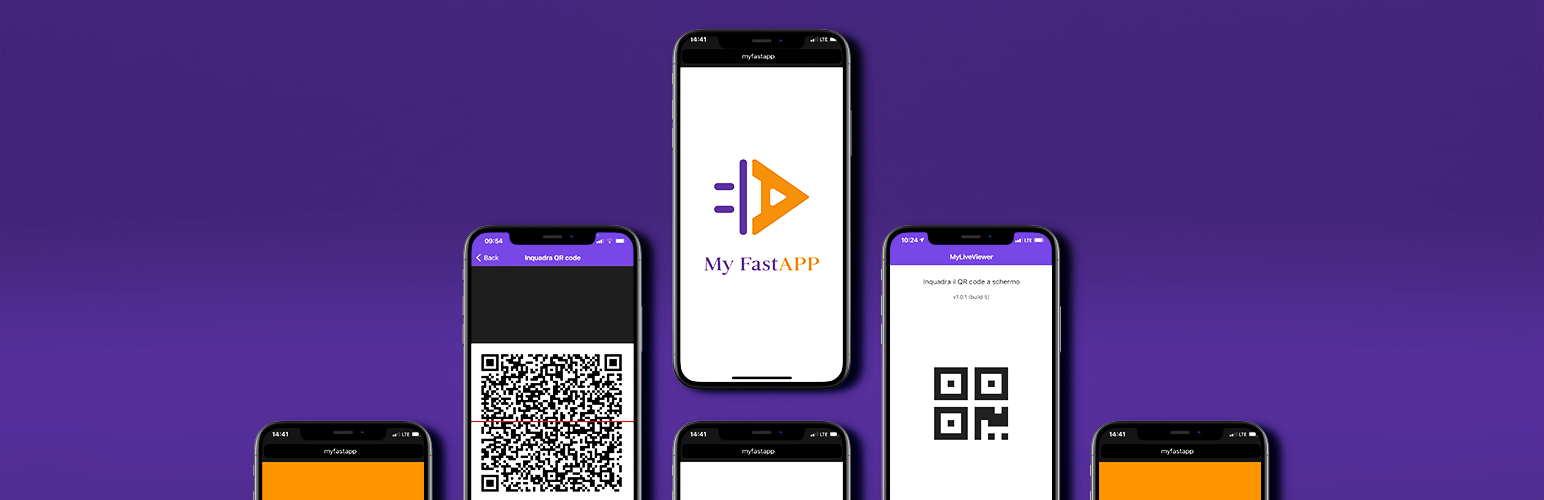 14:41
LTE
myfastapp
My FastAPP
09:54
Back
Inquadra QR code
10:24
LTE
MyLiveViewer
Inquadra il QR code a schermo
v1.0.1 (build 5)
14:41
LTE
myfastapp
14:41
LTE
myfastapp
14:41
LTE
myfastapp